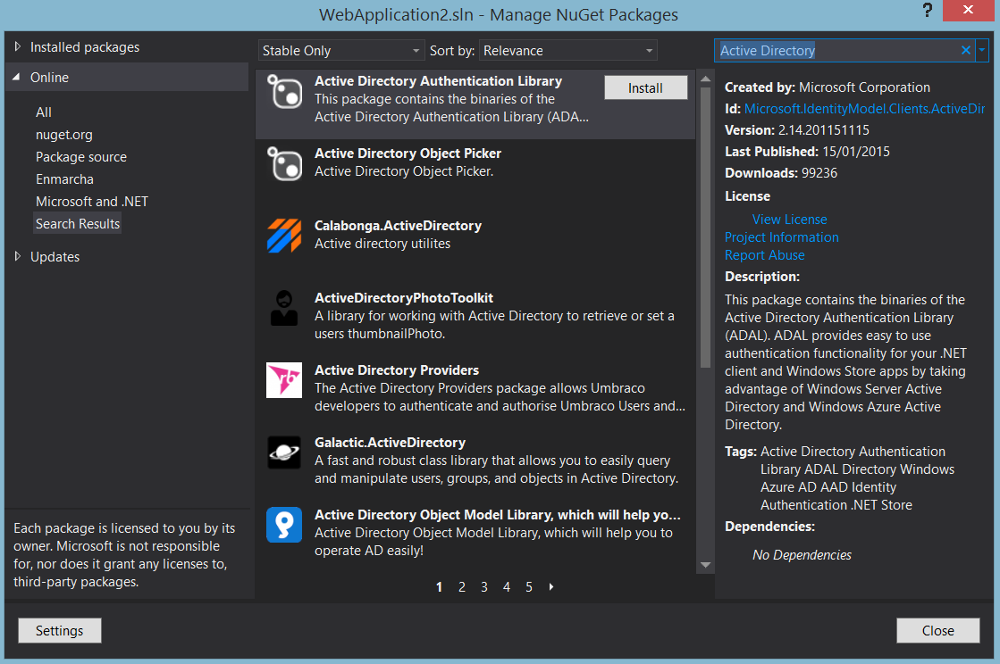 WebApplication2.sln - Manage NuGet Packages
?
Installed packages
Online
All
nuget.org
Package source
Enmarcha
Microsoft and .NET
Search Results
Updates
Each package is licensed to you by its
owner. Microsoft is not responsible
for, nor does it grant any licenses to,
third-party packages.
Stable Only
Sort by: Relevance
Active Directory Authentication Library
This package contains the binaries of the
Active Directory Authentication Library (ADA...
Install
Active Directory Object Picker
Active Directory Object Picker.
Calabonga.ActiveDirectory
Active directory utilites
ActiveDirectoryPhotoToolkit
A library for working with Active Directory to retrieve or set a
users thumbnailPhoto.
rb
Active Directory Providers
The Active Directory Providers package allows Umbraco
developers to authenticate and authorise Umbraco Users and...
Galactic.ActiveDirectory
A fast and robust class library that allows you to easily query
and manipulate users, groups, and objects in Active Directory.
Active Directory Object Model Library, which will help yo...
Active Directory Object Model Library, which will help you to
operate AD easily!
1 2 3 4 5
Active Directory
Created by: Microsoft Corporation
Id: Microsoft.IdentityModel.Clients.ActiveDir
Version: 2.14.201151115
Last Published: 15/01/2015
Downloads: 99236
License
View License
Project Information
Report Abuse
Description:
This package contains the binaries of the
Active Directory Authentication Library
(ADAL). ADAL provides easy to use
authentication functionality for your .NET
client and Windows Store apps by taking
advantage of Windows Server Active
Directory and Windows Azure Active
Directory.
Tags: Active Directory Authentication
Library ADAL Directory Windows
Azure AD AAD Identity
Authentication .NET Store
Dependencies:
No Dependencies
Settings
Close